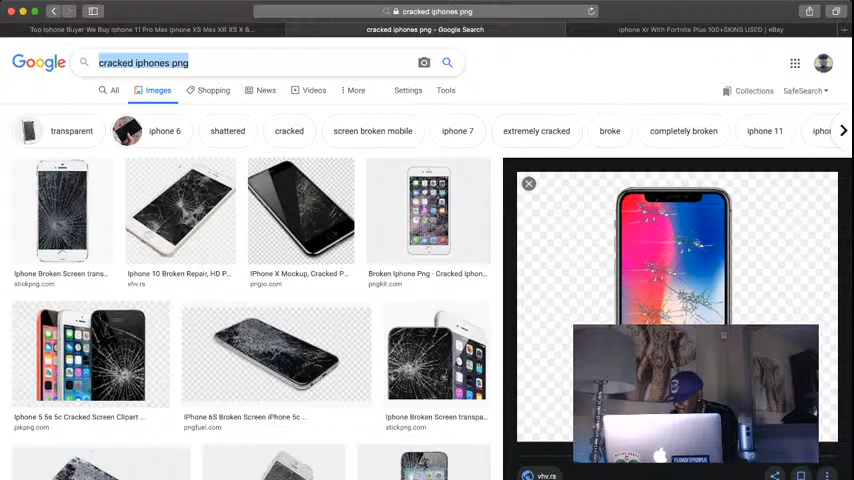 cracked iphones png
Top Iphone Buyer We Buy iphone 11 Pro Max Iphone XS Max XR XS X 8...
cracked iphones png - Google Search
iphone Xr With Fortnite Plus 100+SKINS USED | eBay
Google
cracked iphones png
All
Images
Shopping
News
Videos
More
Settings
Tools
Collections
SafeSearch
transparent
iphone 6
shattered
cracked
screen broken mobile
iphone 7
extremely cracked
broke
completely broken
iphone 11
Iphone Broken Screen trans...
stickpng.com
Iphone 10 Broken Repair, HD P...
vhv.rs
IPhone X Mockup, Cracked P...
pngio.com
Broken Iphone Png - Cracked Iphon...
pngkit.com
Iphone 5 5s 5c Cracked Screen Clipart ...
pikpng.com
IPhone 6S Broken Screen iPhone 5c ...
pngfuel.com
Iphone Broken Screen transpa...
stickpng.com
vhv.rs